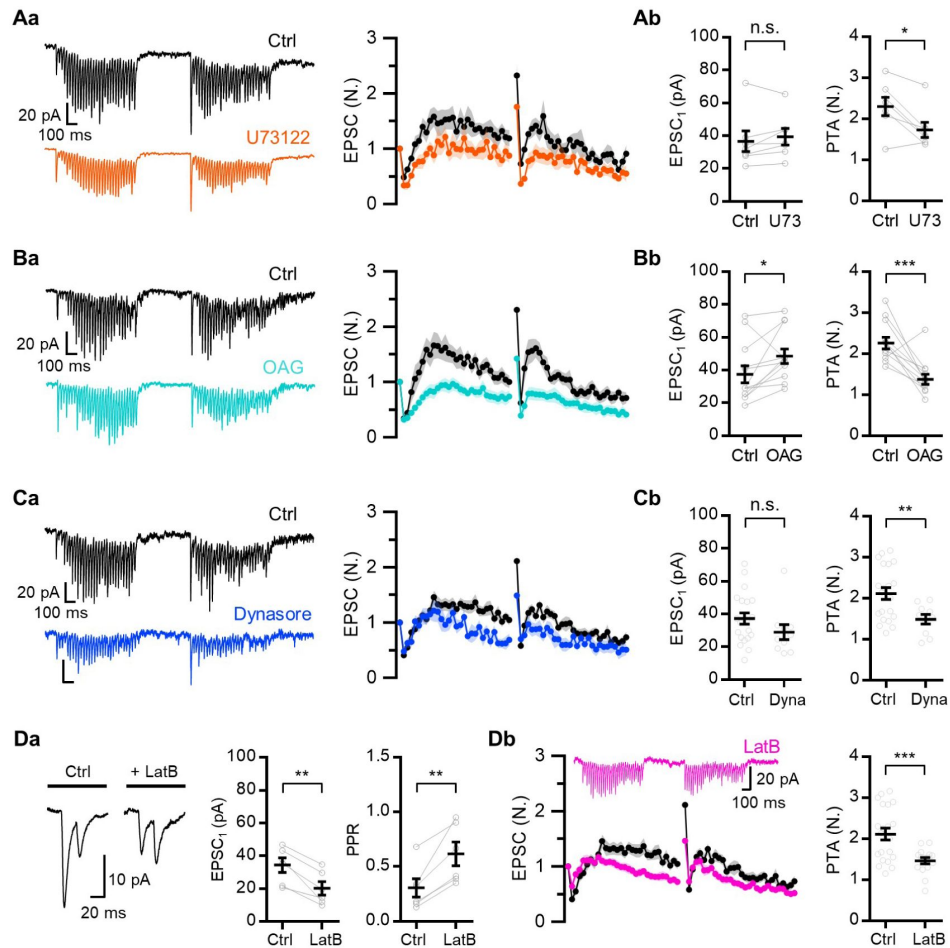 Aa
Ctrl
20 pA
100 ms
U73122
EPSC (N.)
3
2
1
0
Ab
EPSC₁ (pA)
100
80
60
40
20
0
n.s.
Ctrl U73
PTA (N.)
4
3
2
1
0
*
Ctrl U73
Ba
Ctrl
20 pA
100 ms
OAG
EPSC (N.)
3
2
1
0
Bb
EPSC₁ (pA)
100
80
60
40
20
0
*
Ctrl OAG
PTA (N.)
4
3
2
1
0
***
Ctrl OAG
Ca
Ctrl
20 pA
100 ms
Dynasore
EPSC (N.)
3
2
1
0
Cb
EPSC₁ (pA)
100
80
60
40
20
0
n.s.
Ctrl Dyna
PTA (N.)
4
3
2
1
0
**
Ctrl Dyna
Da
Ctrl
+ LatB
10 pA
20 ms
EPSC₁ (pA)
100
80
60
40
20
0
**
Ctrl LatB
PPR
1.5
1.0
0.5
0.0
**
Ctrl LatB
Db
EPSC (N.)
3
2
1
0
LatB
20 pA
100 ms
PTA (N.)
4
3
2
1
0
***
Ctrl LatB